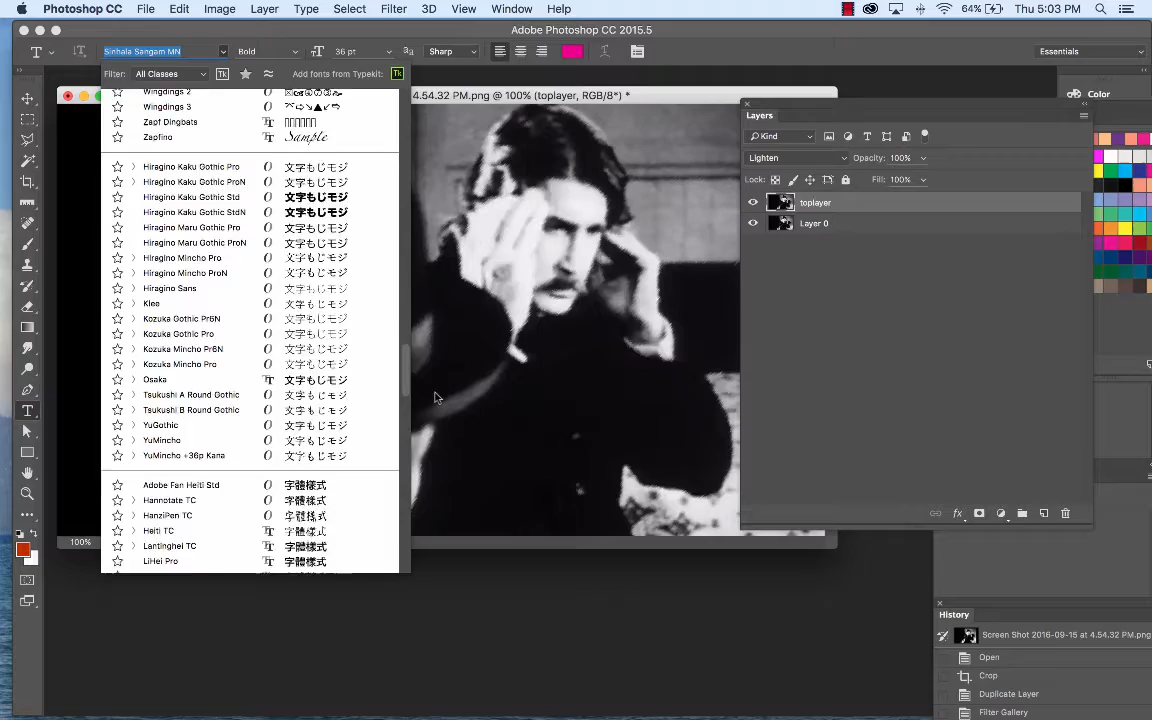 Photoshop CC File Edit Image Layer Type Select Filter 3D View Window Help 64% Thu 5:03 PM
Adobe Photoshop CC 2015.5
Sinhala Sangam MN Bold 36 pt Sharp Essentials
Filter: All Classes Add fonts from Typekit:
4.54.32 PM.png @ 100% (toplayer, RGB/8*) *
Color
Wingdings 2
Wingdings 3
Zapf Dingbats
Zapfino Sample
Hiragino Kaku Gothic Pro 文字もじモジ
Hiragino Kaku Gothic ProN 文字もじモジ
Hiragino Kaku Gothic Std 文字もじモジ
Hiragino Kaku Gothic StdN 文字もじモジ
Hiragino Maru Gothic Pro 文字もじモジ
Hiragino Maru Gothic ProN 文字もじモジ
Hiragino Mincho Pro 文字もじモジ
Hiragino Mincho ProN 文字もじモジ
Hiragino Sans 文字もじモジ
Klee 文字もじモジ
Kozuka Gothic Pr6N 文字もじモジ
Kozuka Gothic Pro 文字もじモジ
Kozuka Mincho Pr6N 文字もじモジ
Kozuka Mincho Pro 文字もじモジ
Osaka 文字もじモジ
Tsukushi A Round Gothic 文字もじモジ
Tsukushi B Round Gothic 文字もじモジ
YuGothic 文字もじモジ
YuMincho 文字もじモジ
YuMincho +36p Kana 文字もじモジ
Adobe Fan Heiti Std 字體樣式
Hannotate TC 字體樣式
HanziPen TC 字體樣式
Heiti TC 字體樣式
Lantinghei TC 字體樣式
LiHei Pro 字體樣式
100%
Layers
Kind
Lighten Opacity: 100%
Lock: Fill: 100%
toplayer
Layer 0
fx
History
Screen Shot 2016-09-15 at 4.54.32 PM.png
Open
Crop
Duplicate Layer
Filter Gallery